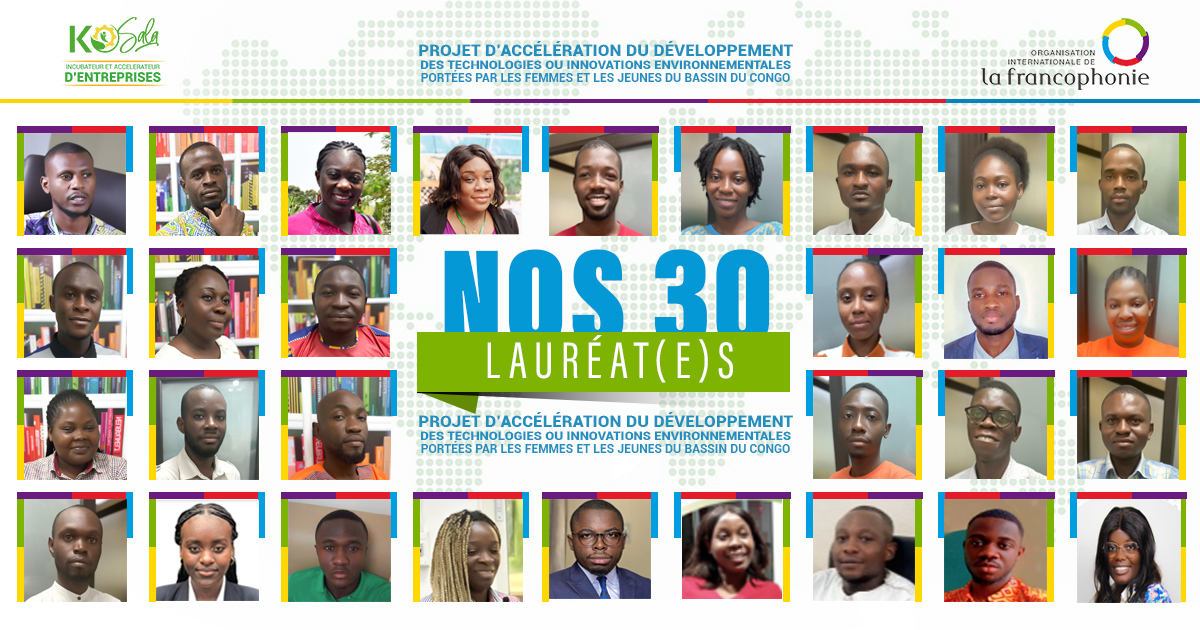 KOSala
INCUBATEUR ET ACCELERATEUR
D'ENTREPRISES
PROJET D'ACCÉLÉRATION DU DÉVELOPPEMENT
DES TECHNOLOGIES OU INNOVATIONS ENVIRONNEMENTALES
PORTÉES PAR LES FEMMES ET LES JEUNES DU BASSIN DU CONGO
ORGANISATION
INTERNATIONALE DE
la francophonie
NOS 30
LAURÉAT(E)S
PROJET D'ACCÉLÉRATION DU DÉVELOPPEMENT
DES TECHNOLOGIES OU INNOVATIONS ENVIRONNEMENTALES
PORTÉES PAR LES FEMMES ET LES JEUNES DU BASSIN DU CONGO